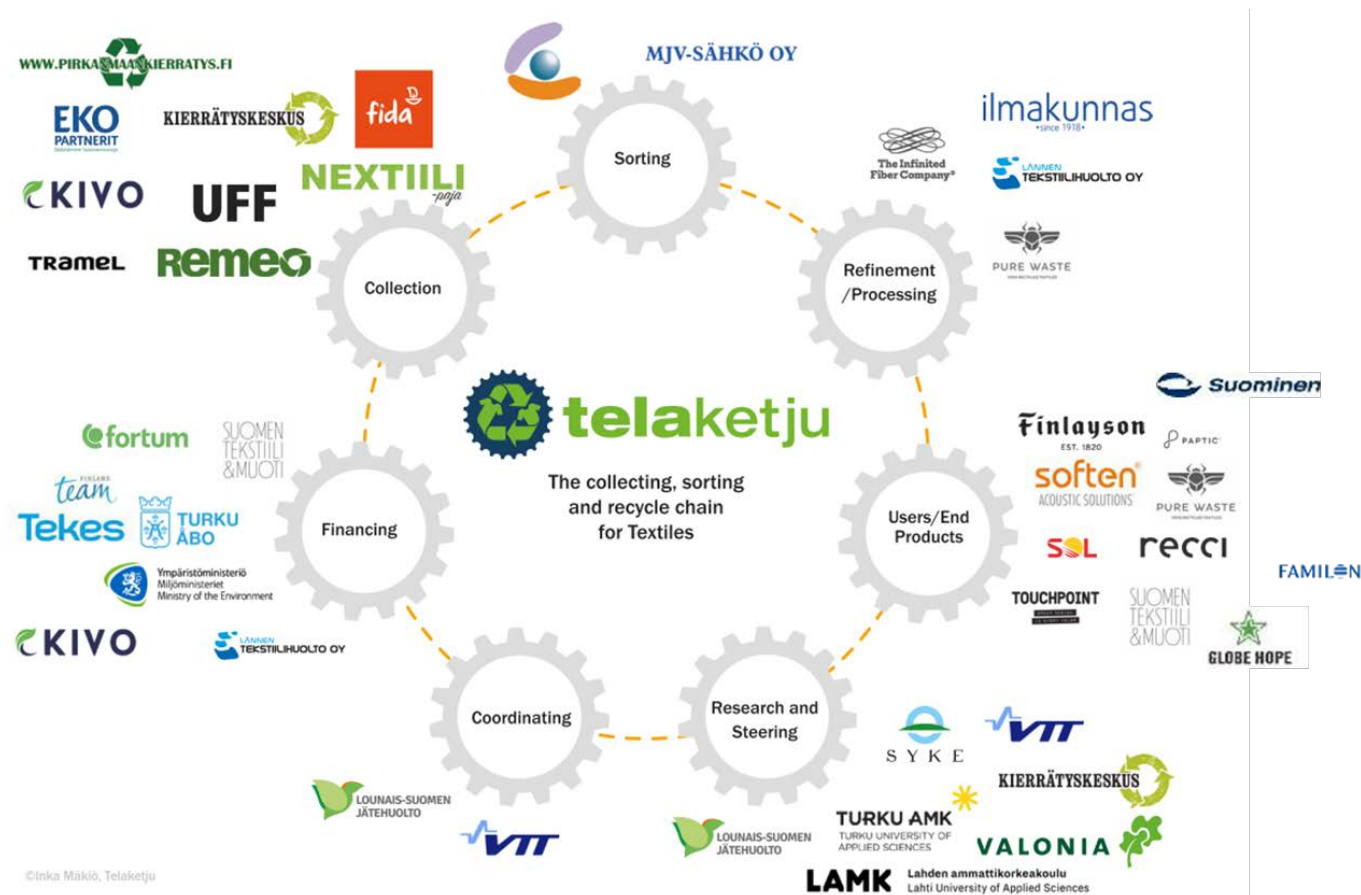 WWW.PIRKANMAANKIERRATYS.FI
EKO
PARTNERIT
KIERRÄTYSKESKUS
fida
KIVO
UFF
NEXTIILI
-paja
TRAMEL
Remeo
MJV-SÄHKÖ OY
Sorting
The Infinited
Fiber Company®
ilmakunnas
•since 1918•
LÄNNEN
TEKSTIILIHUOLTO OY
PURE WASTE
Collection
Refinement
/Processing
telaketju
The collecting, sorting
and recycle chain
for Textiles
fortum
SUOMEN
TEKSTIILI
&MUOTI
FINLAND
team
Tekes
TURKU
ÅBO
Ympäristöministeriö
Miljöministeriet
Ministry of the Environment
KIVO
LÄNNEN
TEKSTIILIHUOLTO OY
Financing
Users/End
Products
Suominen
Finlayson
EST. 1820
PAPTIC
soften®
ACOUSTIC SOLUTIONS
PURE WASTE
SOL
recci
FAMILON
TOUCHPOINT
SUOMEN
TEKSTIILI
&MUOTI
GLOBE HOPE
Coordinating
Research and
Steering
LOUNAIS-SUOMEN
JÄTEHUOLTO
VTT
SYKE
VTT
KIERRÄTYSKESKUS
LOUNAIS-SUOMEN
JÄTEHUOLTO
TURKU AMK
TURKU UNIVERSITY OF
APPLIED SCIENCES
VALONIA
LAMK
Lahden ammattikorkeakoulu
Lahti University of Applied Sciences
©Inka Mäkiö, Telaketju